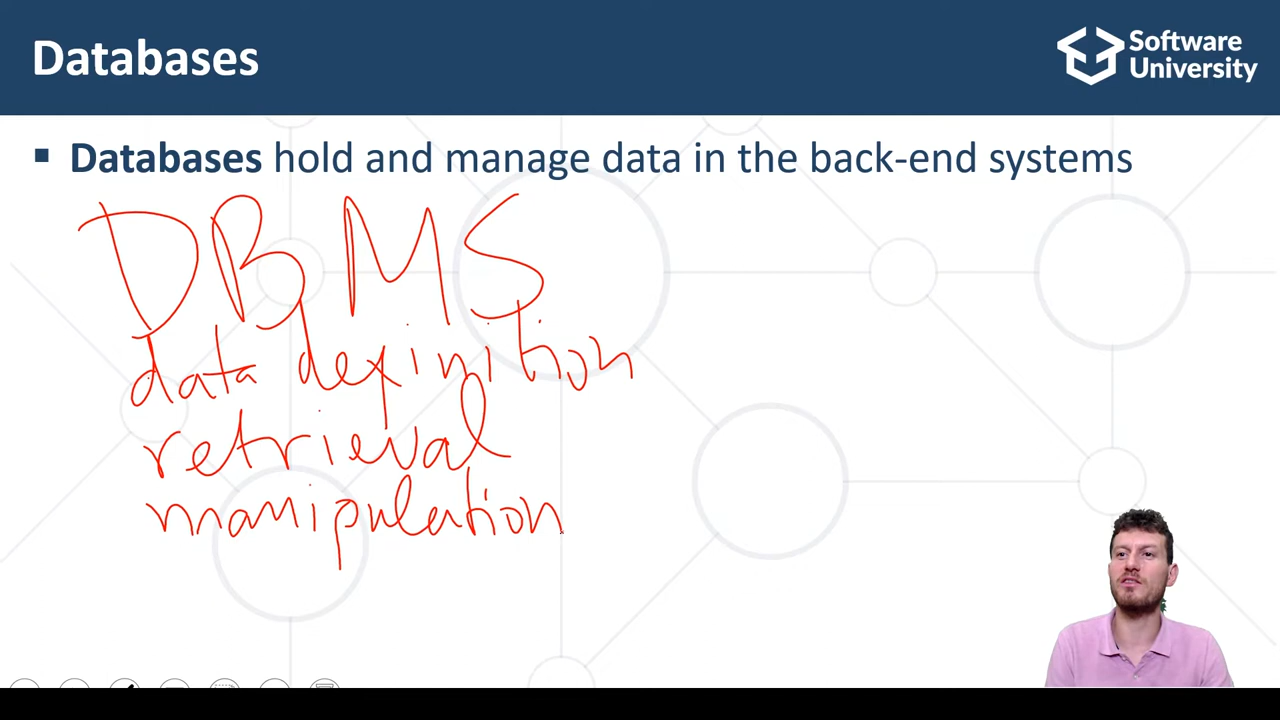 Databases
Software
University
Databases hold and manage data in the back-end systems
DBMS
data definition
retrieval
manipulation